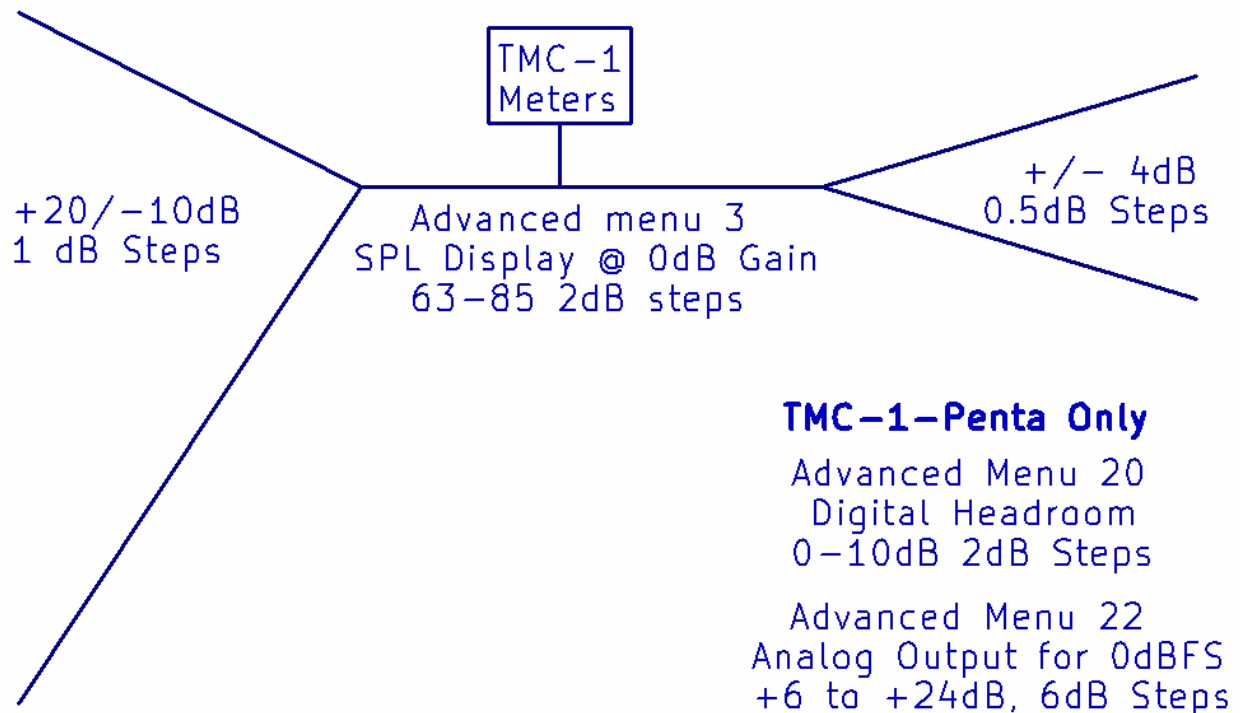 TMC-1
Meters
+20/-10dB
1 dB Steps
Advanced menu 3
SPL Display @ 0dB Gain
63-85 2dB steps
+/- 4dB
0.5dB Steps
TMC-1-Penta Only
Advanced Menu 20
Digital Headroom
0-10dB 2dB Steps
Advanced Menu 22
Analog Output for 0dBFS
+6 to +24dB, 6dB Steps